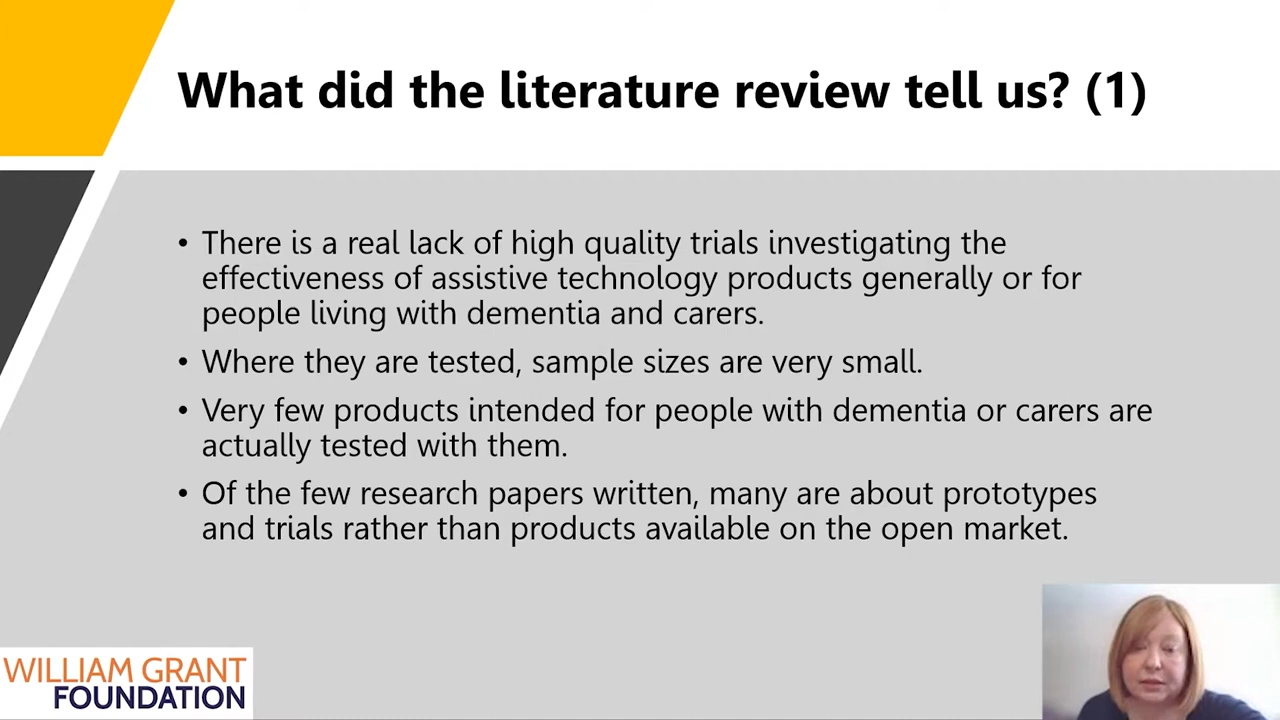 What did the literature review tell us? (1)
• There is a real lack of high quality trials investigating the
effectiveness of assistive technology products generally or for
people living with dementia and carers.
• Where they are tested, sample sizes are very small.
• Very few products intended for people with dementia or carers are
actually tested with them.
• Of the few research papers written, many are about prototypes
and trials rather than products available on the open market.
WILLIAM GRANT
FOUNDATION